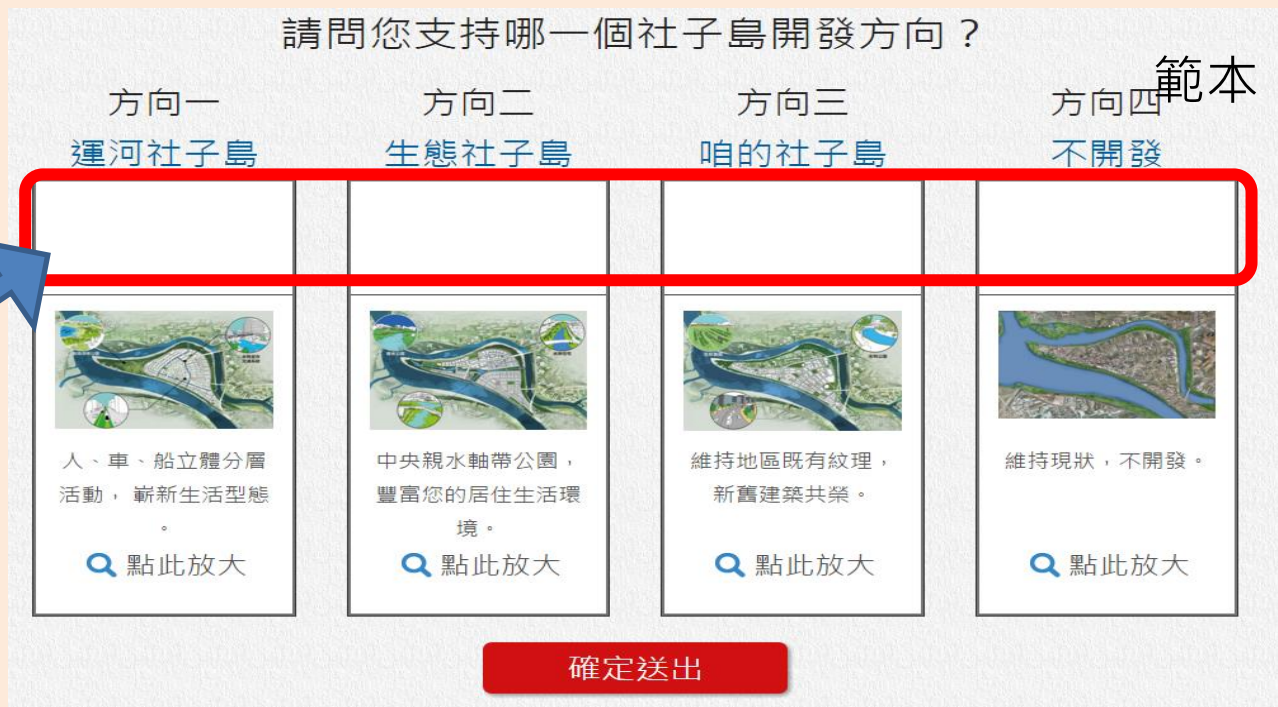 請問您支持哪一個社子島開發方向？
範本
方向一
運河社子島
人、車、船立體分層
活動， 嶄新生活型態
。
點此放大
方向二
生態社子島
中央親水軸帶公園，
豐富您的居住生活環
境。
點此放大
方向三
咱的社子島
維持地區既有紋理，
新舊建築共榮。
點此放大
方向四
不開發
維持現狀，不開發。
點此放大
確定送出